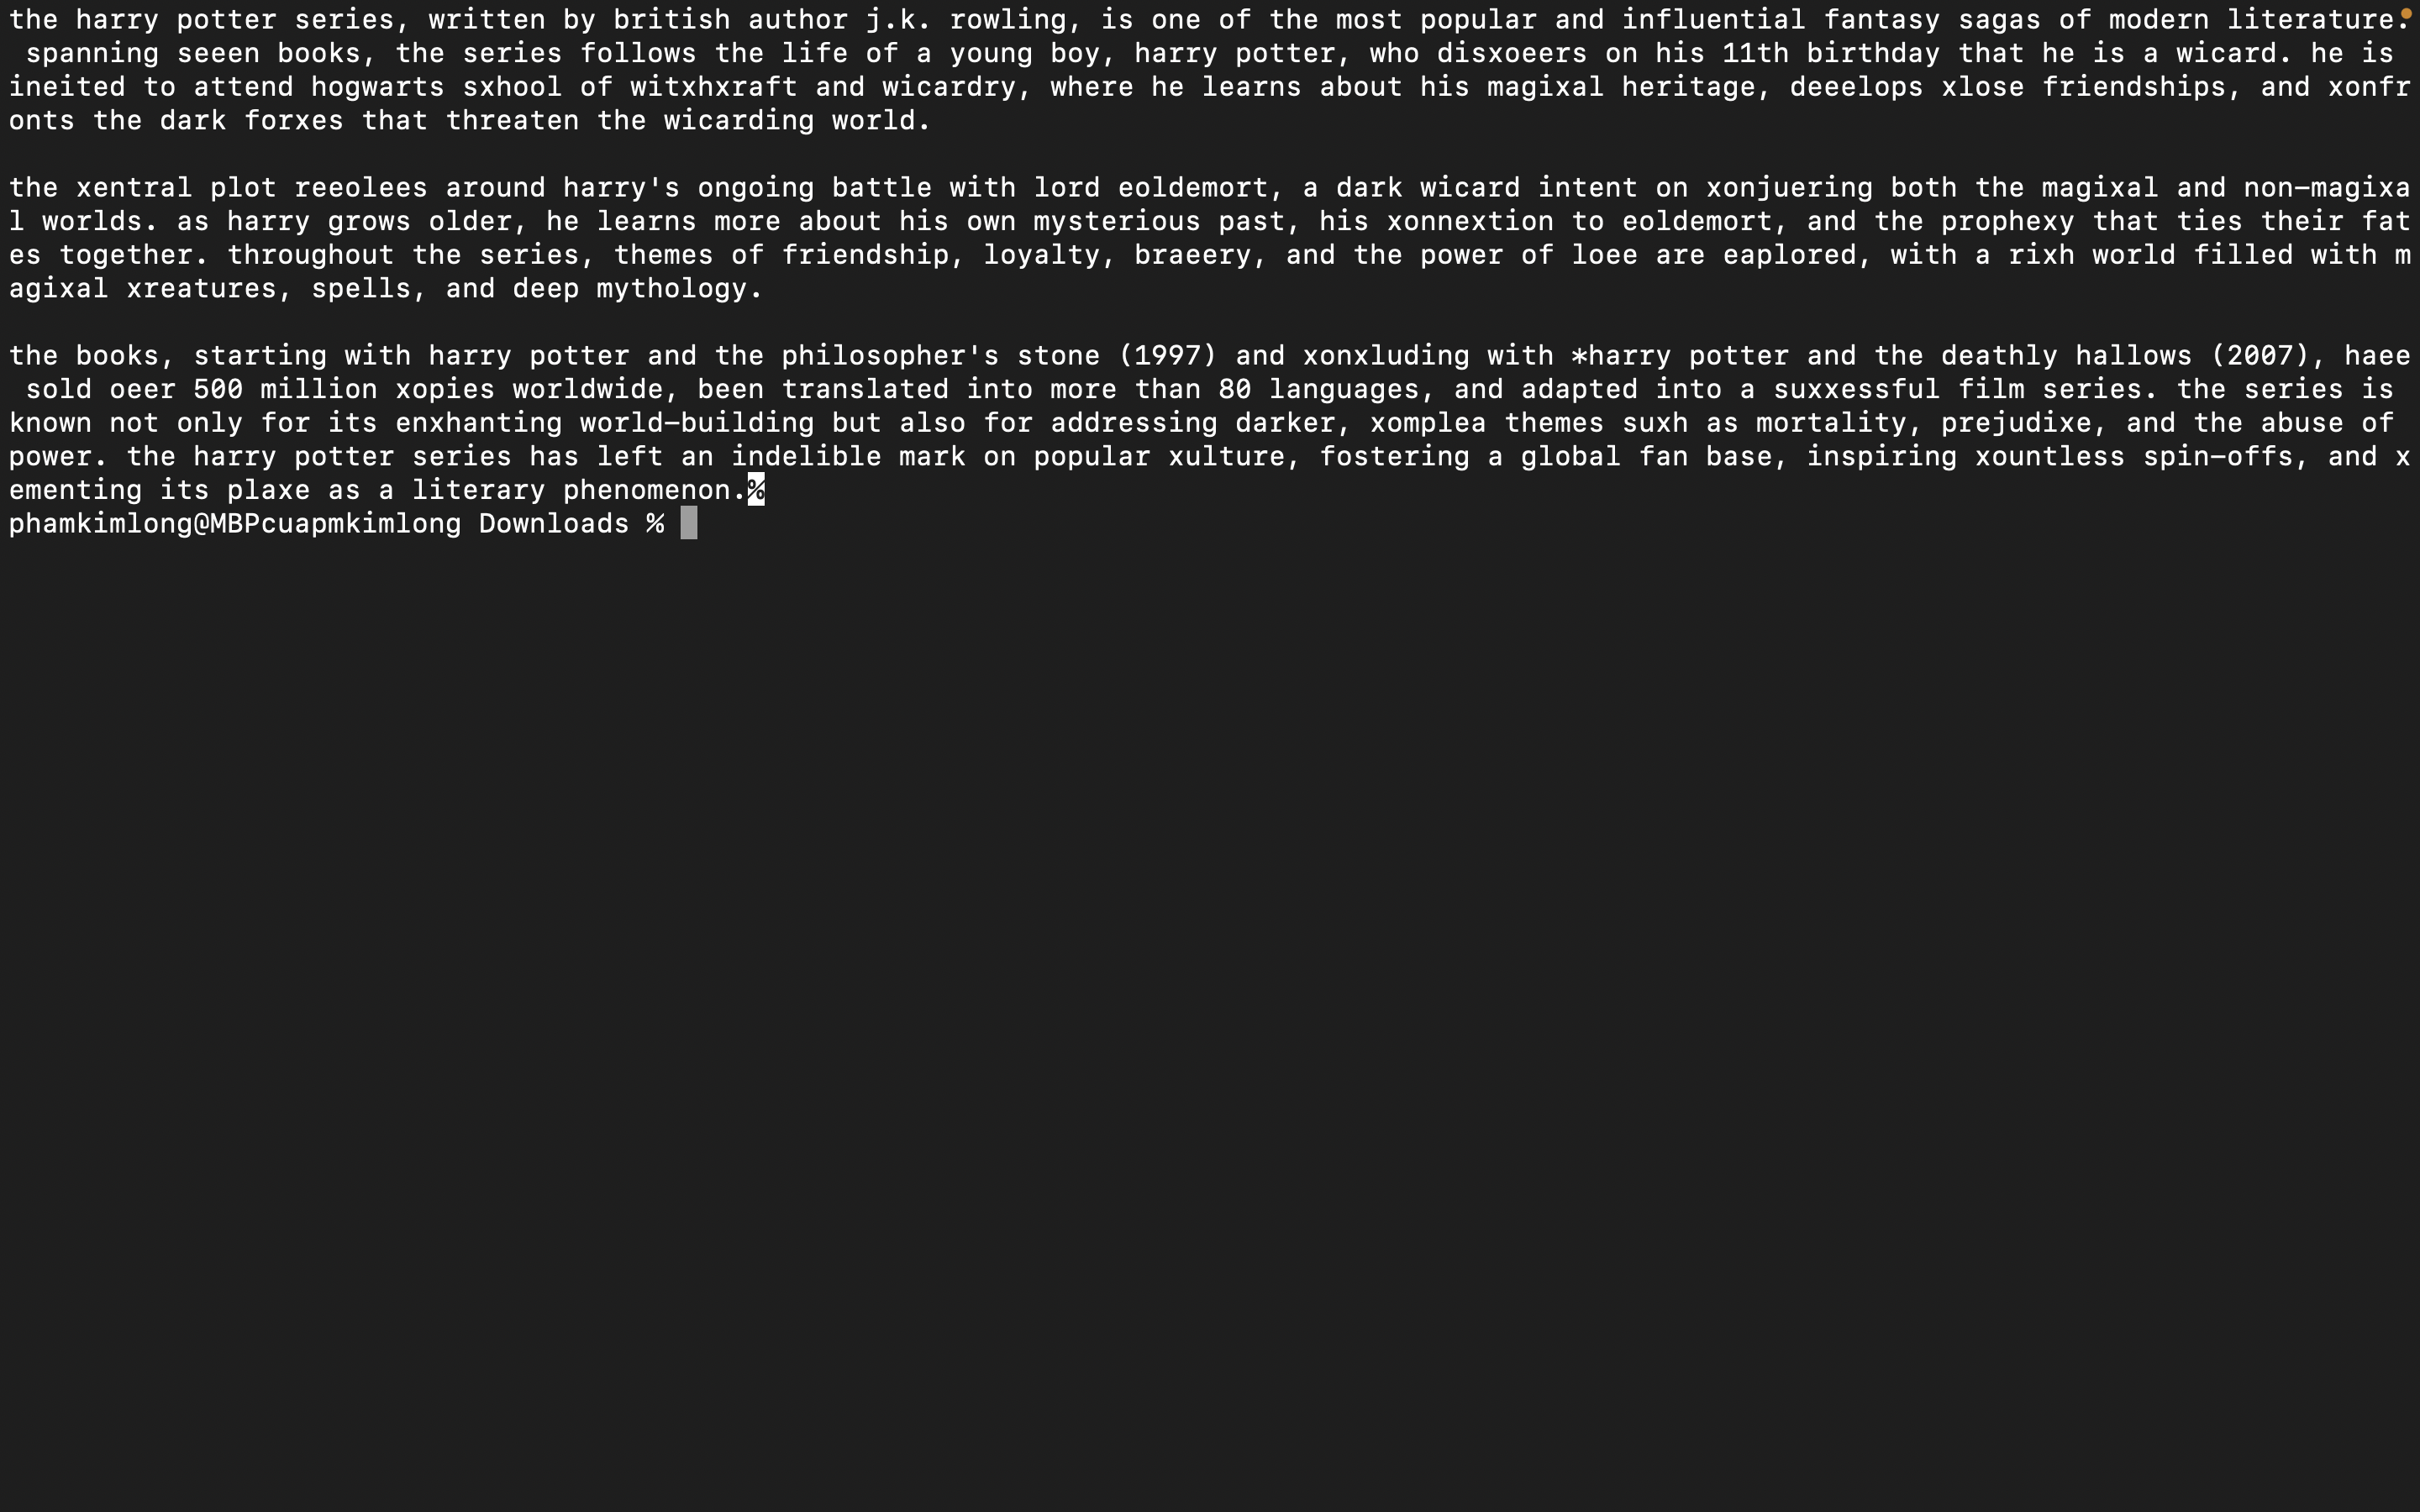 the harry potter series, written by british author j.k. rowling, is one of the most popular and influential fantasy sagas of modern literature.
 spanning seeen books, the series follows the life of a young boy, harry potter, who disxoeers on his 11th birthday that he is a wicard. he is
ineited to attend hogwarts sxhool of witxhxraft and wicardry, where he learns about his magixal heritage, deeelops xlose friendships, and xonfr
onts the dark forxes that threaten the wicarding world.

the xentral plot reeolees around harry's ongoing battle with lord eoldemort, a dark wicard intent on xonjuering both the magixal and non-magixa
l worlds. as harry grows older, he learns more about his own mysterious past, his xonnextion to eoldemort, and the prophexy that ties their fat
es together. throughout the series, themes of friendship, loyalty, braeery, and the power of loee are eaplored, with a rixh world filled with m
agixal xreatures, spells, and deep mythology.

the books, starting with harry potter and the philosopher's stone (1997) and xonxluding with *harry potter and the deathly hallows (2007), haee
 sold oeer 500 million xopies worldwide, been translated into more than 80 languages, and adapted into a suxxessful film series. the series is
known not only for its enxhanting world-building but also for addressing darker, xomplea themes suxh as mortality, prejudixe, and the abuse of
power. the harry potter series has left an indelible mark on popular xulture, fostering a global fan base, inspiring xountless spin-offs, and x
ementing its plaxe as a literary phenomenon.%
phamkimlong@MBPcuapmkimlong Downloads %